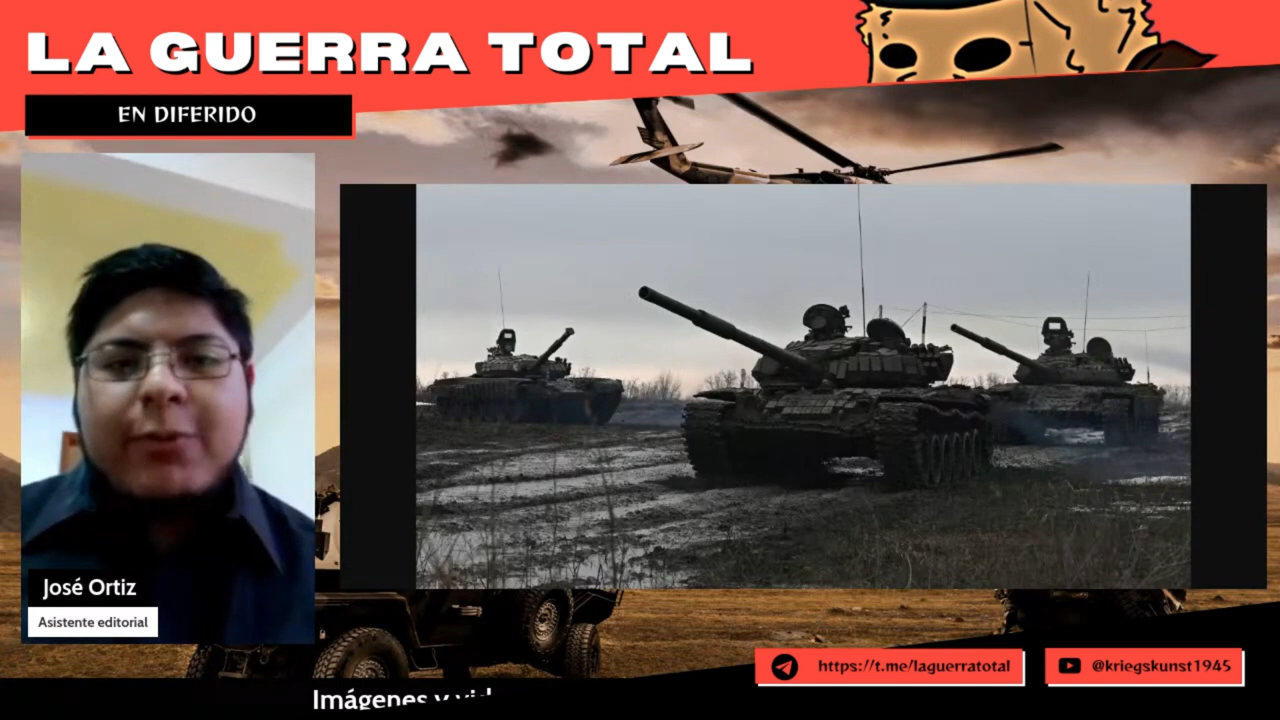 LA GUERRA TOTAL
EN DIFERIDO
José Ortiz
Asistente editorial
https://t.me/laguerratotal
@kriegskunst1945
Imágenes y